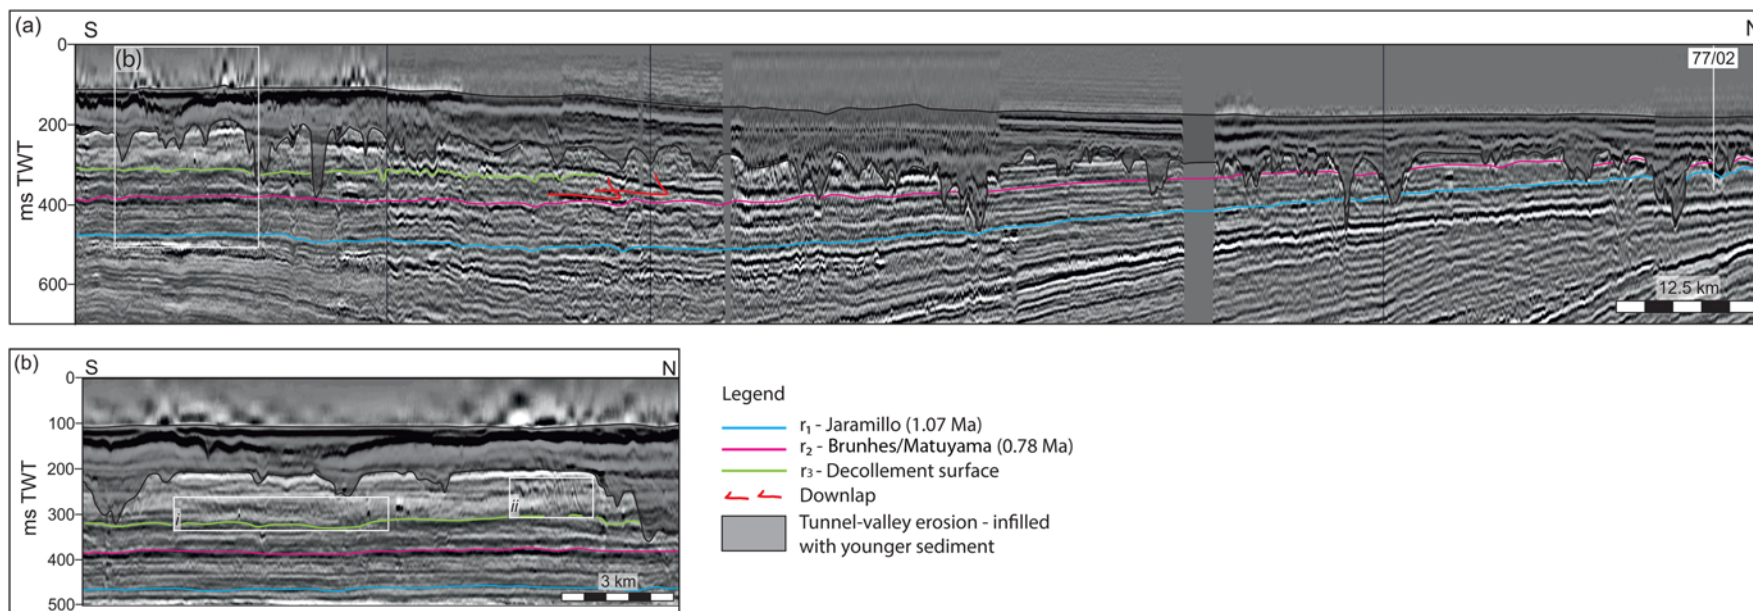 (a)
S
N
0
200
400
600
ms TWT
(b)
77/02
12.5 km
(b)
S
N
0
100
200
300
400
500
ms TWT
i
ii
3 km
Legend
r₁ - Jaramillo (1.07 Ma)
r₂ - Brunhes/Matuyama (0.78 Ma)
r₃ - Decollement surface
Downlap
Tunnel-valley erosion - infilled
with younger sediment